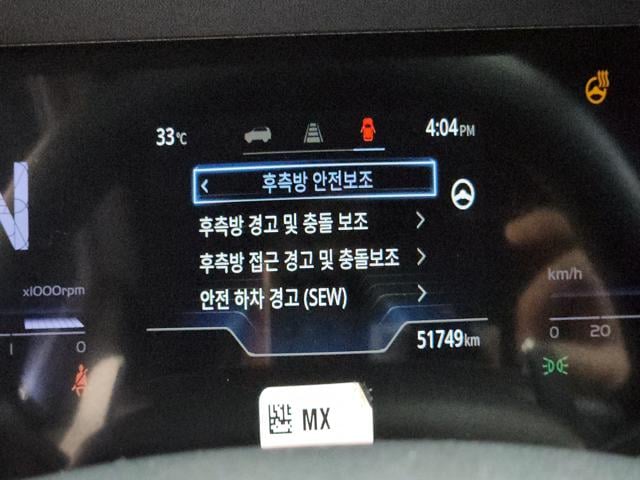 33℃
4:04PM
후측방 안전보조
후측방 경고 및 충돌 보조
후측방 접근 경고 및 충돌보조
안전 하차 경고 (SEW)
N
x1000rpm
1 0
km/h
0 20
51749km
MX